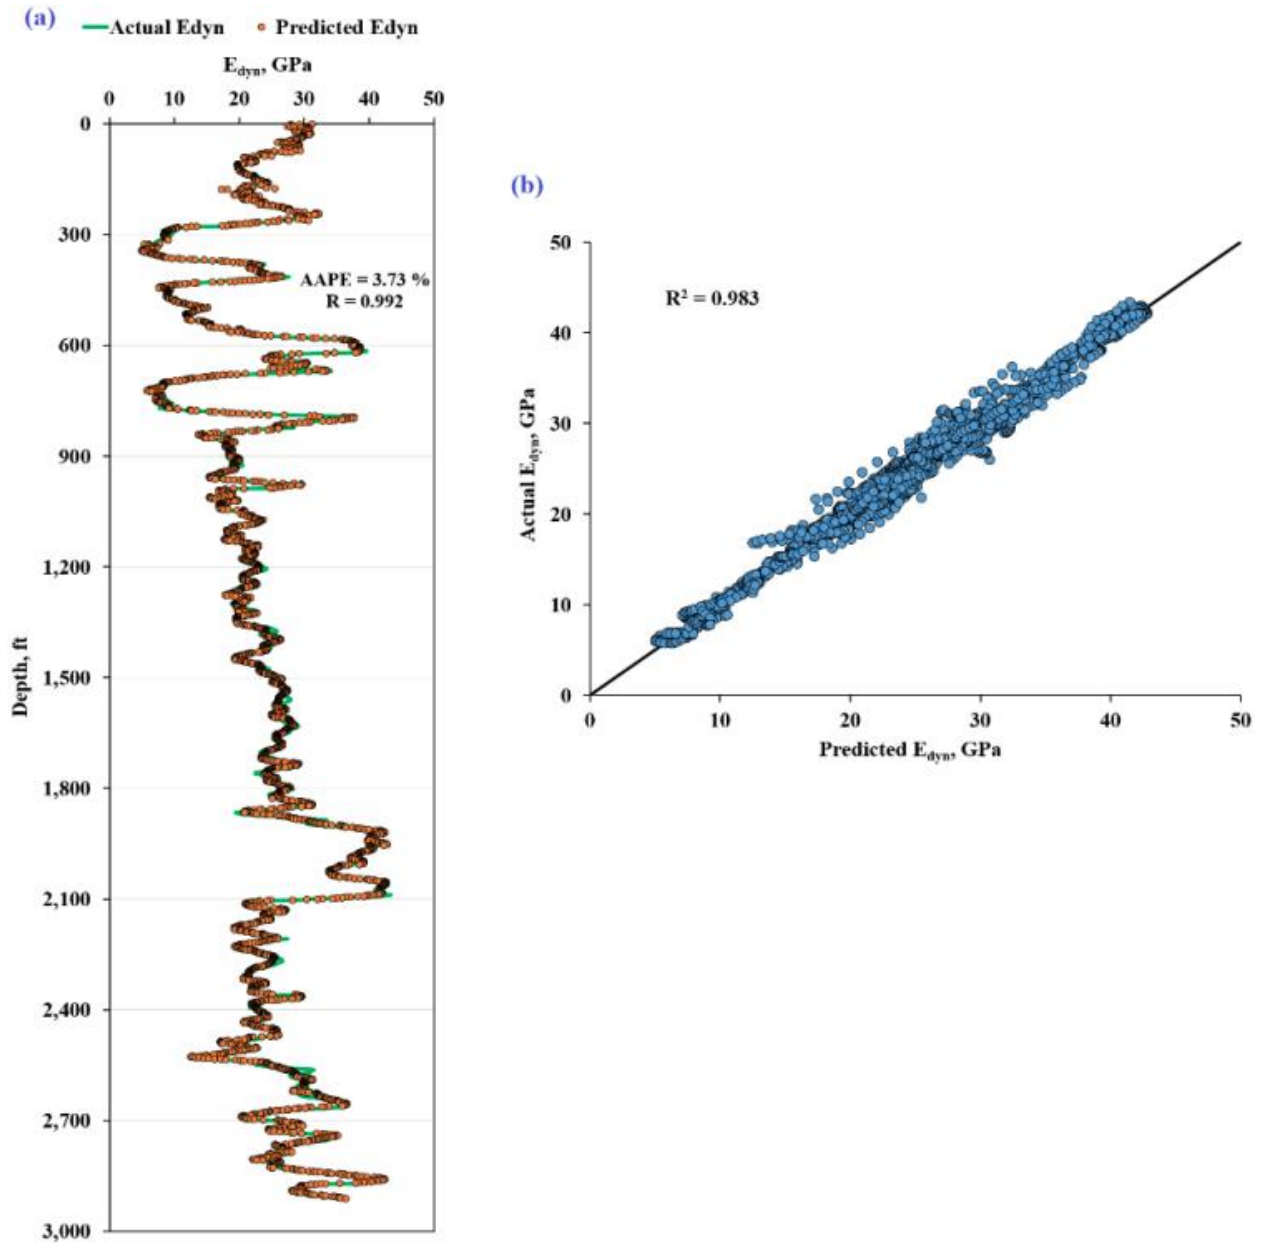 (a)
Actual Edyn Predicted Edyn
Edyn, GPa
0 10 20 30 40 50
0
300
AAPE = 3.73 %
R = 0.992
600
900
1,200
1,500
Depth, ft
1,800
2,100
2,400
2,700
3,000
(b)
50
R² = 0.983
40
30
Actual Edyn, GPa
20
10
0
0 10 20 30 40 50
Predicted Edyn, GPa